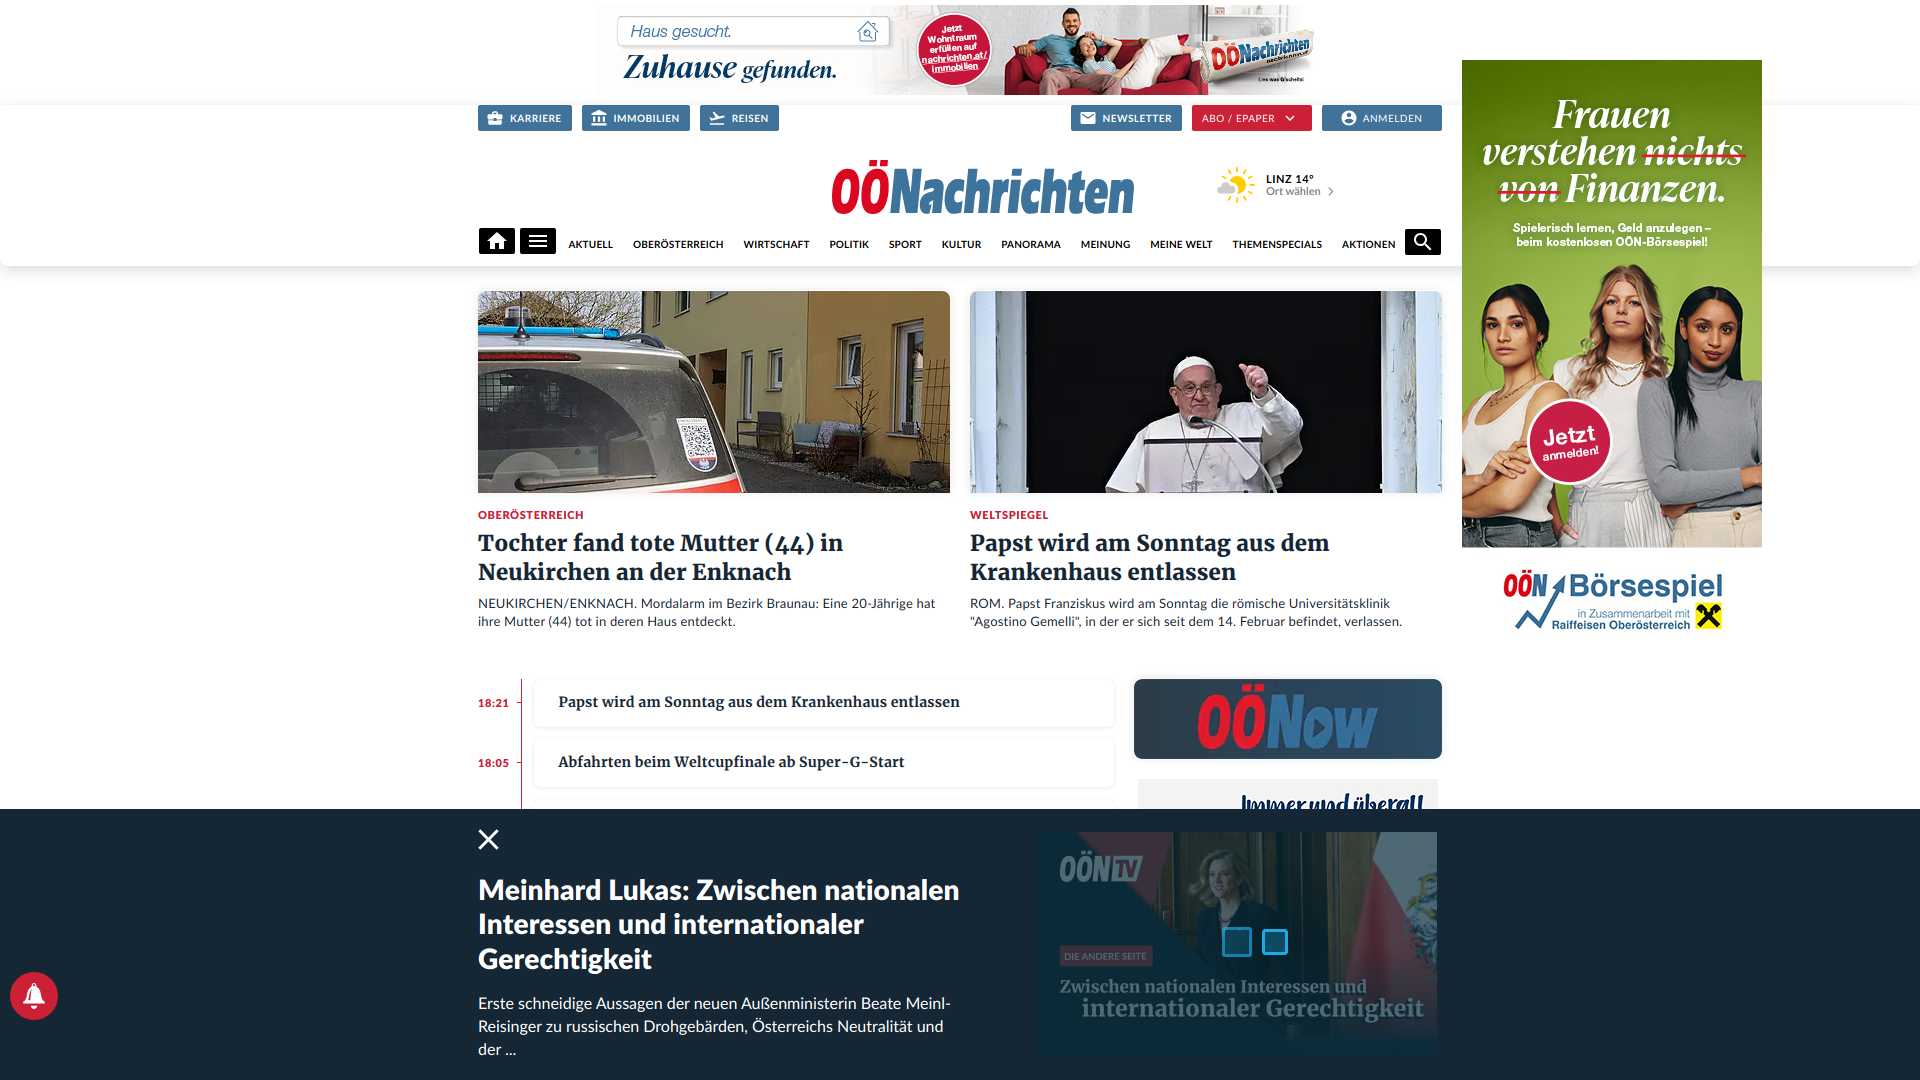 Haus gesucht.
Zuhause gefunden.
Jetzt
Wohntraum
erfüllen auf
nachrichten.at/
immobilien
OÖNachrichten
Lies was G'scheits!
KARRIERE
IMMOBILIEN
REISEN
NEWSLETTER
ABO / EPAPER
ANMELDEN
OÖNachrichten
LINZ 14°
Ort wählen
AKTUELL
OBERÖSTERREICH
WIRTSCHAFT
POLITIK
SPORT
KULTUR
PANORAMA
MEINUNG
MEINE WELT
THEMENSPECIALS
AKTIONEN
Frauen
verstehen nichts
von Finanzen.
Spielerisch lernen, Geld anzulegen –
beim kostenlosen OÖN-Börsespiel!
Jetzt
anmelden!
OÖN Börsespiel
in Zusammenarbeit mit
Raiffeisen Oberösterreich
OBERÖSTERREICH
Tochter fand tote Mutter (44) in
Neukirchen an der Enknach
NEUKIRCHEN/ENKNACH. Mordalarm im Bezirk Braunau: Eine 20-Jährige hat
ihre Mutter (44) tot in deren Haus entdeckt.
WELTSPIEGEL
Papst wird am Sonntag aus dem
Krankenhaus entlassen
ROM. Papst Franziskus wird am Sonntag die römische Universitätsklinik
"Agostino Gemelli", in der er sich seit dem 14. Februar befindet, verlassen.
18:21
Papst wird am Sonntag aus dem Krankenhaus entlassen
18:05
Abfahrten beim Weltcupfinale ab Super-G-Start
OÖNow
Immer und überall
Meinhard Lukas: Zwischen nationalen
Interessen und internationaler
Gerechtigkeit
Erste schneidige Aussagen der neuen Außenministerin Beate Meinl-
Reisinger zu russischen Drohgebärden, Österreichs Neutralität und
der ...
OÖN TV
DIE ANDERE SEITE
Zwischen nationalen Interessen und
internationaler Gerechtigkeit